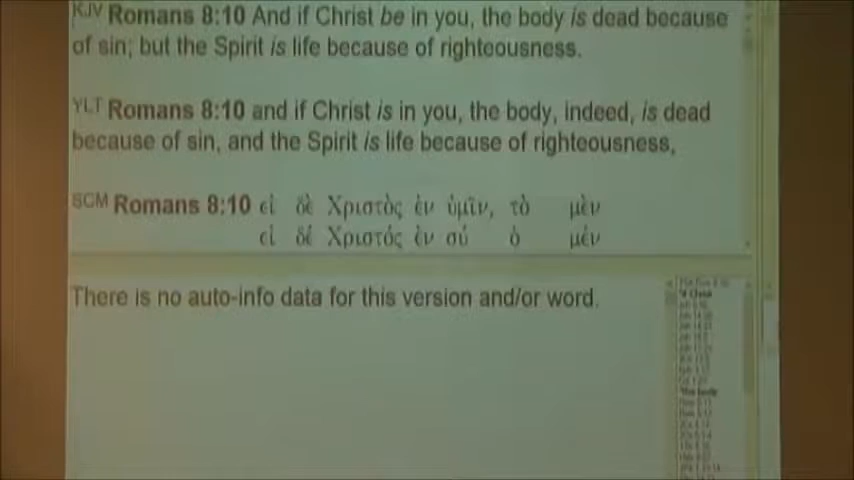 KJV Romans 8:10 And if Christ be in you, the body is dead because
of sin; but the Spirit is life because of righteousness.
YLT Romans 8:10 and if Christ is in you, the body, indeed, is dead
because of sin, and the Spirit is life because of righteousness,
SCM Romans 8:10 εἰ δὲ Χριστὸς ἐν ὑμῖν, τὸ μὲν
εἰ δέ Χριστός ἐν σύ ὁ μέν
There is no auto-info data for this version and/or word.